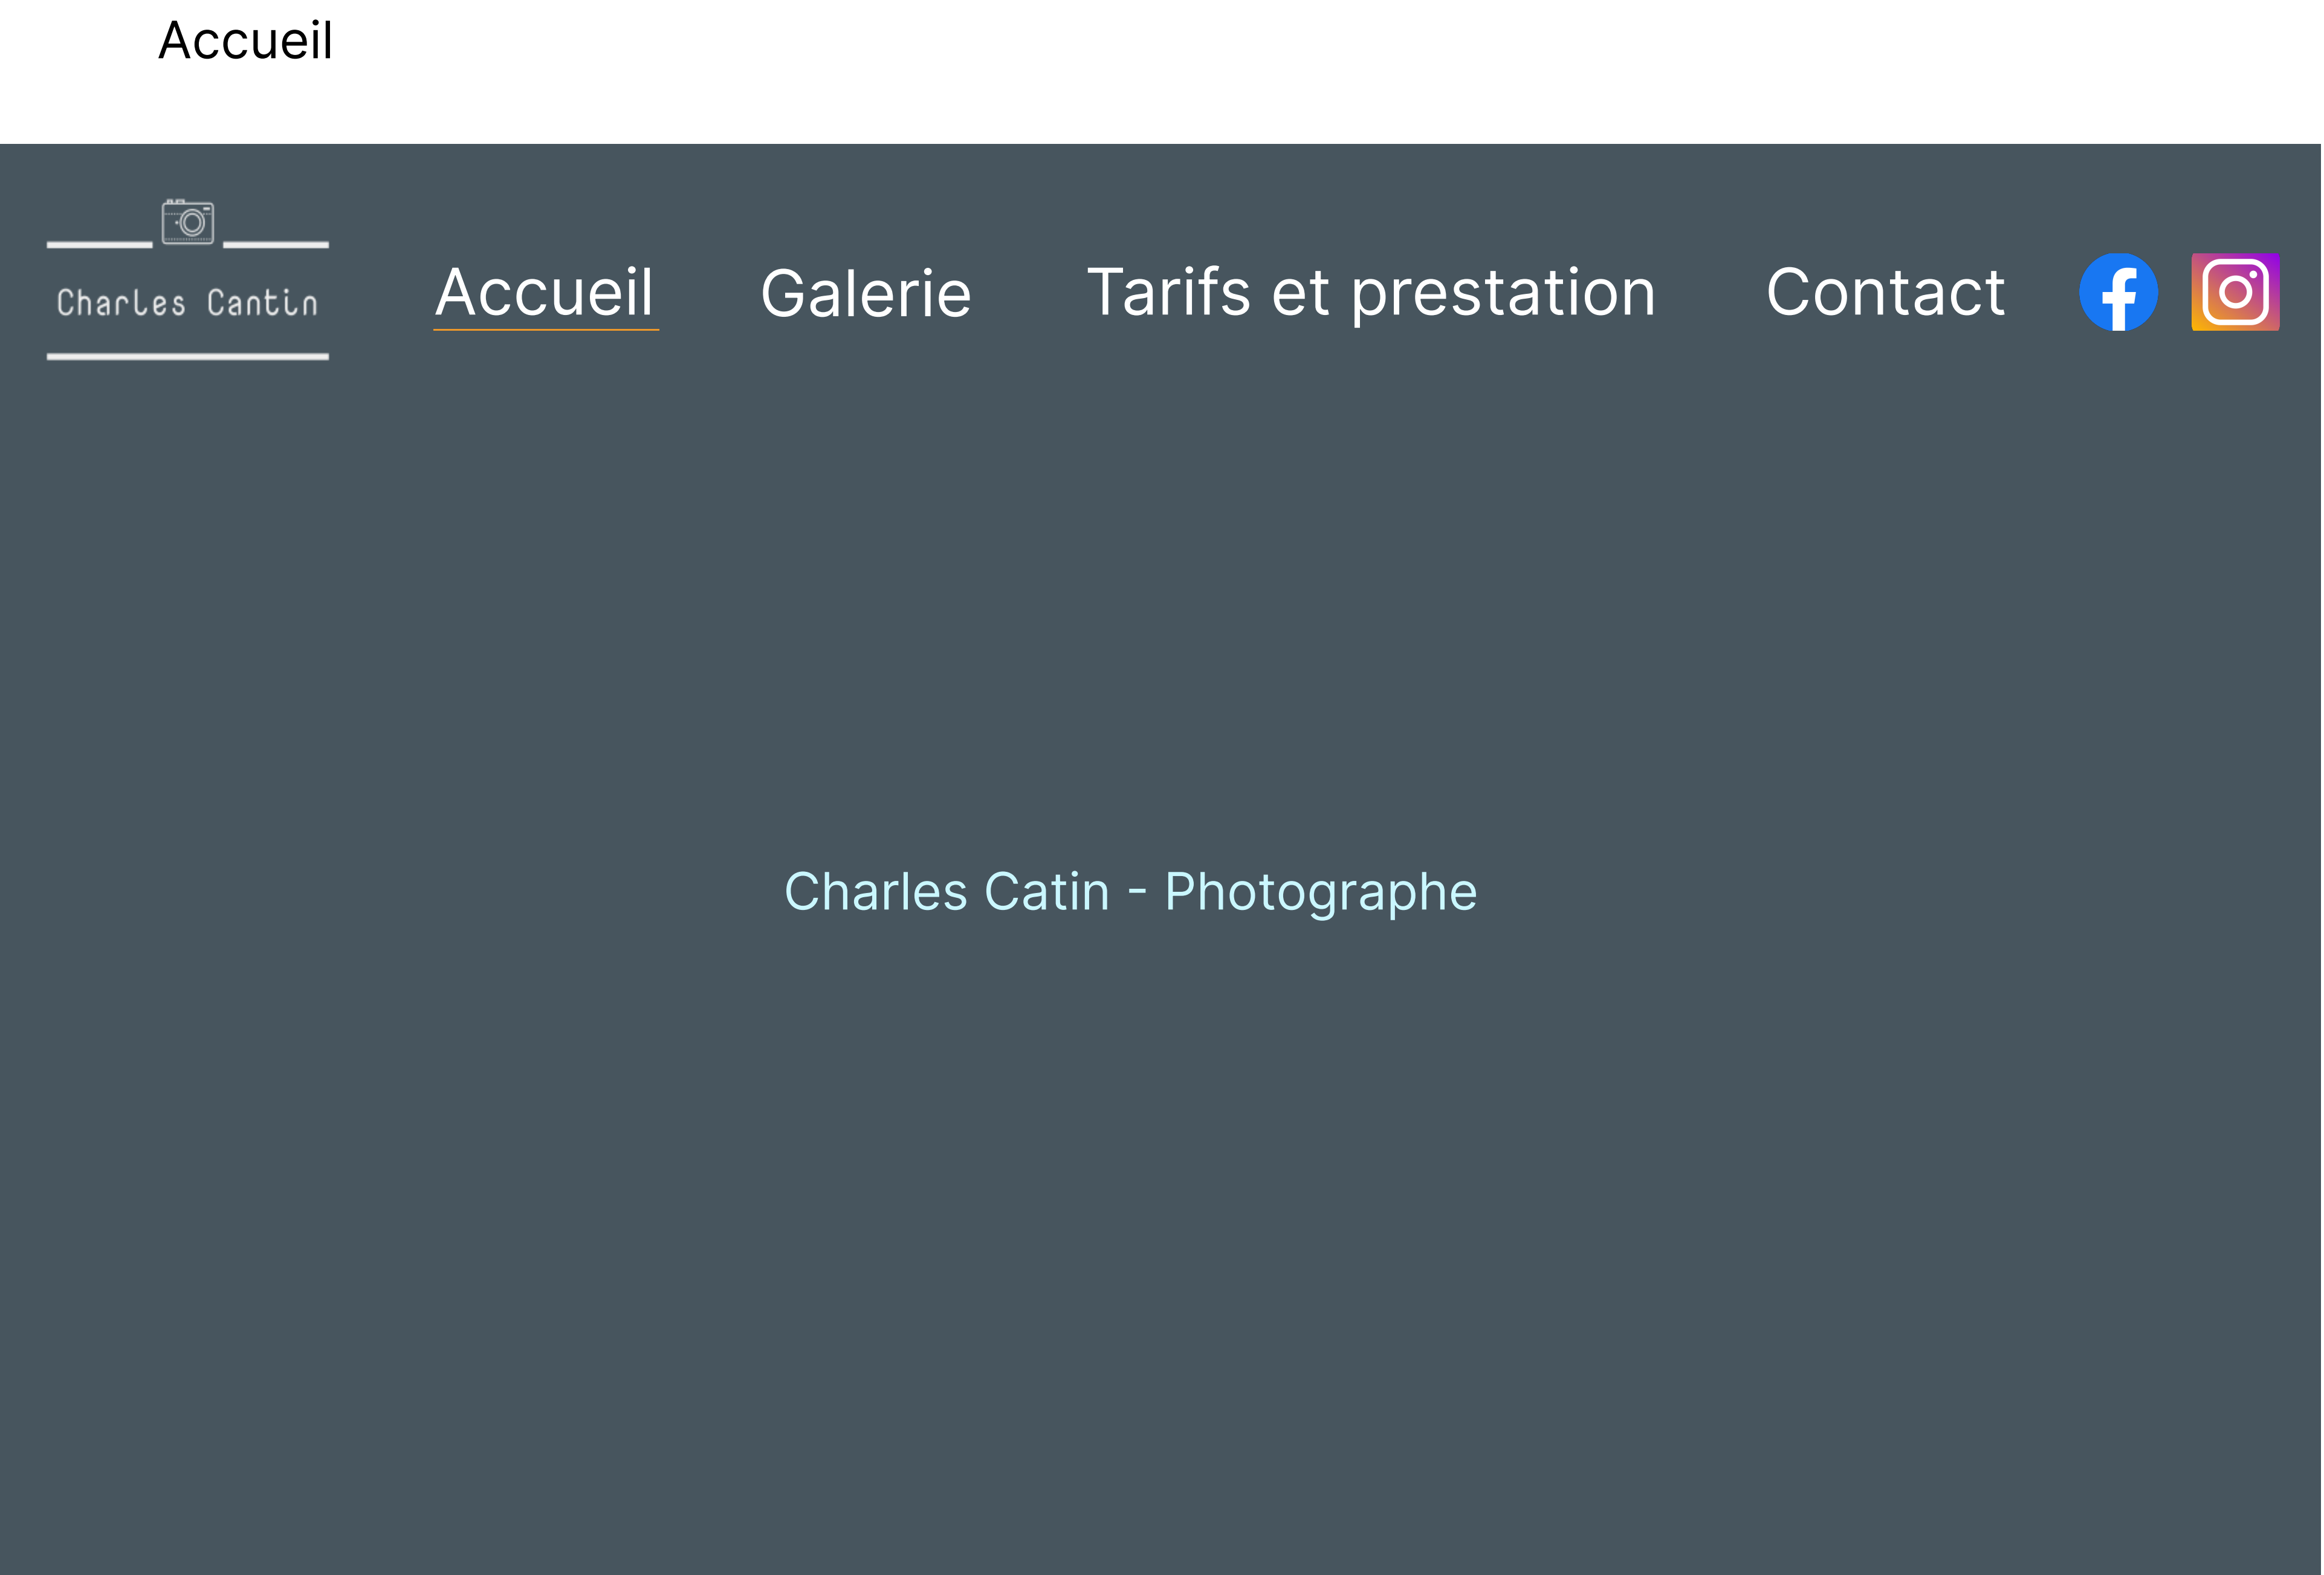 Accueil
Charles Cantin
Accueil
Galerie
Tarifs et prestation
Contact
Charles Catin - Photographe